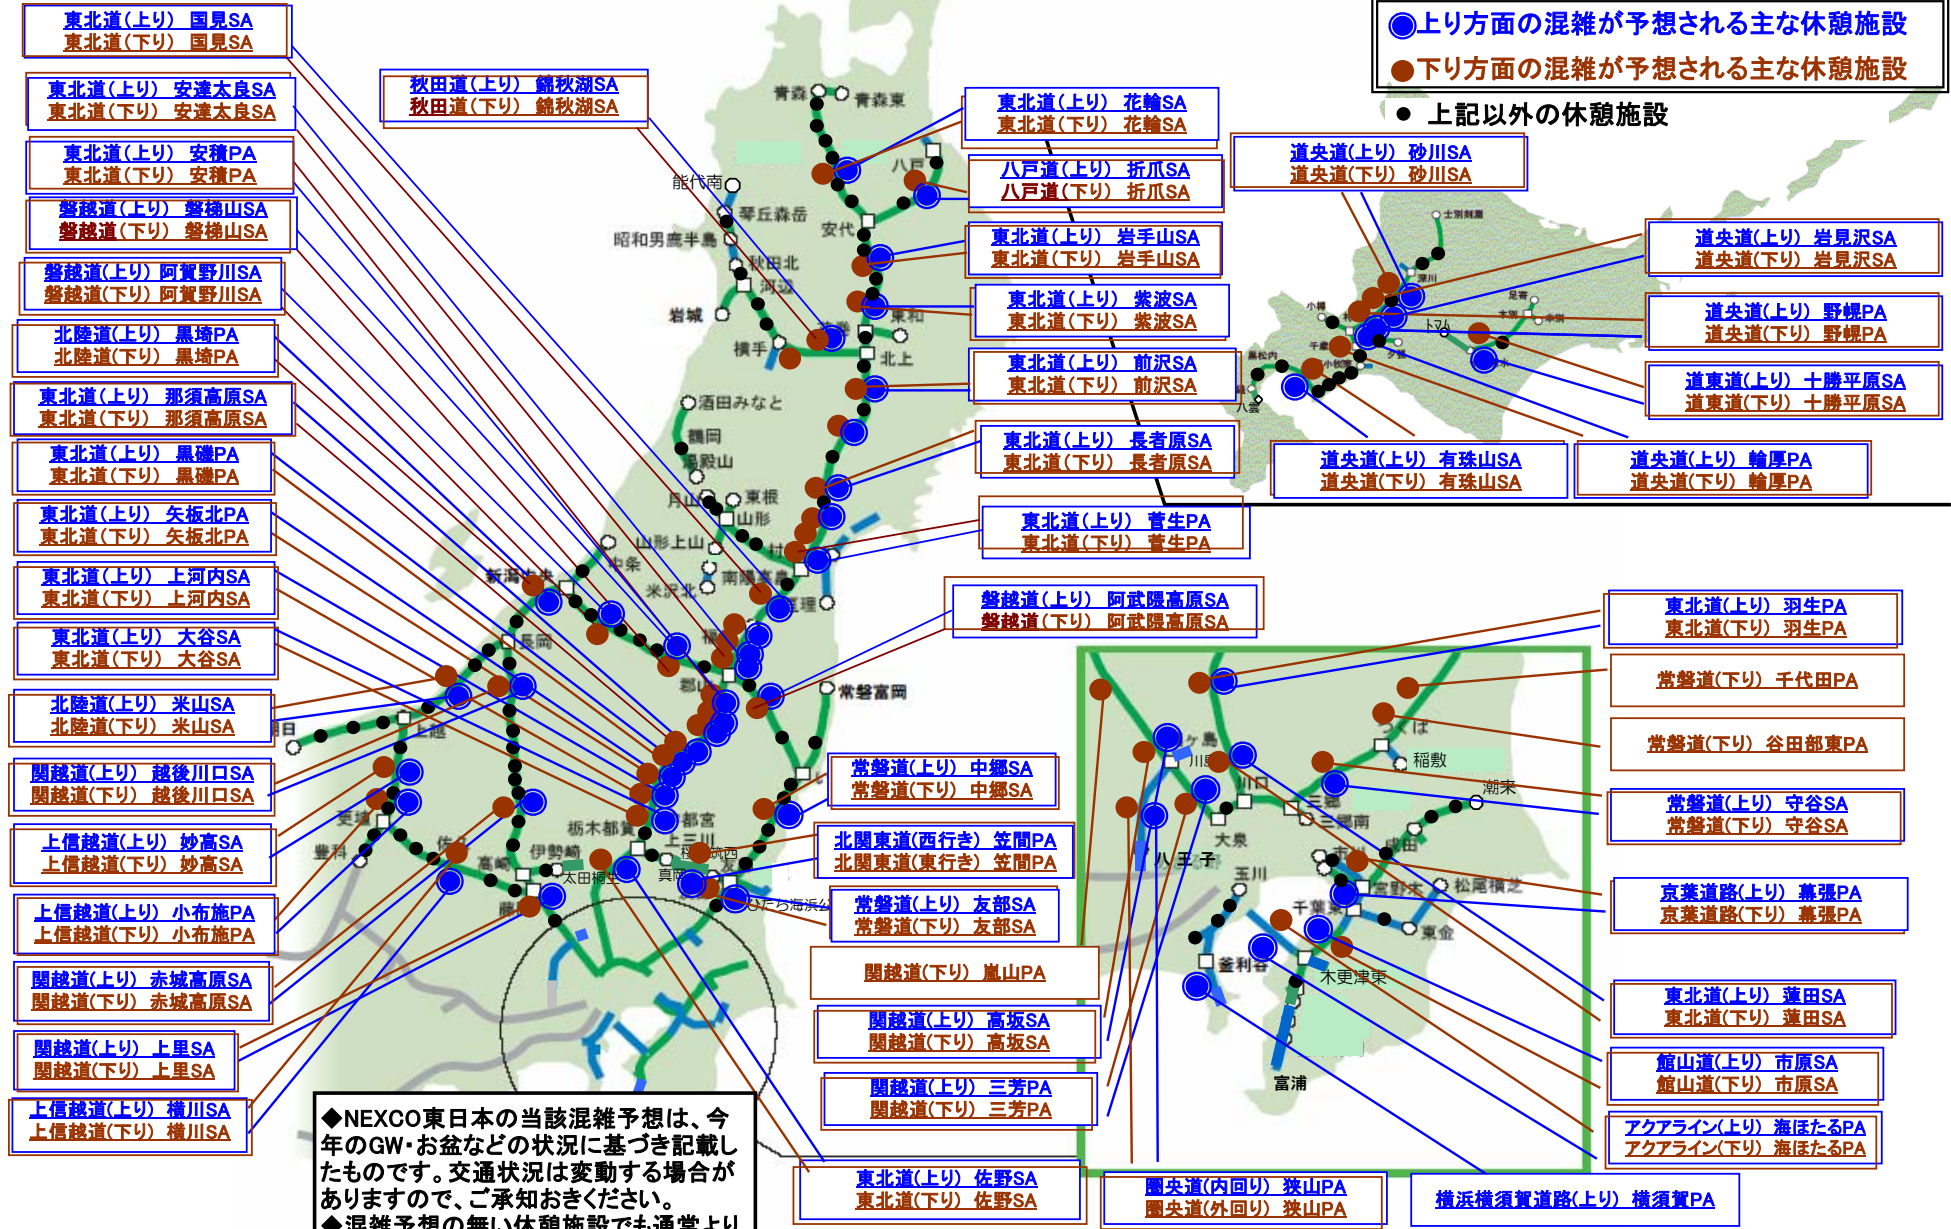 東北道(上り) 国見SA
東北道(下り) 国見SA
東北道(上り) 安達太良SA
東北道(下り) 安達太良SA
東北道(上り) 安積PA
東北道(下り) 安積PA
磐越道(上り) 磐梯山SA
磐越道(下り) 磐梯山SA
磐越道(上り) 阿賀野川SA
磐越道(下り) 阿賀野川SA
北陸道(上り) 黒埼PA
北陸道(下り) 黒埼PA
東北道(上り) 那須高原SA
東北道(下り) 那須高原SA
東北道(上り) 黒磯PA
東北道(下り) 黒磯PA
東北道(上り) 矢板北PA
東北道(下り) 矢板北PA
東北道(上り) 上河内SA
東北道(下り) 上河内SA
東北道(上り) 大谷SA
東北道(下り) 大谷SA
北陸道(上り) 米山SA
北陸道(下り) 米山SA
関越道(上り) 越後川口SA
関越道(下り) 越後川口SA
上信越道(上り) 妙高SA
上信越道(下り) 妙高SA
上信越道(上り) 小布施PA
上信越道(下り) 小布施PA
関越道(上り) 赤城高原SA
関越道(下り) 赤城高原SA
関越道(上り) 上里SA
関越道(下り) 上里SA
上信越道(上り) 横川SA
上信越道(下り) 横川SA
秋田道(上り) 錦秋湖SA
秋田道(下り) 錦秋湖SA
東北道(上り) 花輪SA
東北道(下り) 花輪SA
八戸道(上り) 折爪SA
八戸道(下り) 折爪SA
東北道(上り) 岩手山SA
東北道(下り) 岩手山SA
東北道(上り) 紫波SA
東北道(下り) 紫波SA
東北道(上り) 前沢SA
東北道(下り) 前沢SA
東北道(上り) 長者原SA
東北道(下り) 長者原SA
東北道(上り) 菅生PA
東北道(下り) 菅生PA
磐越道(上り) 阿武隈高原SA
磐越道(下り) 阿武隈高原SA
常磐道(上り) 中郷SA
常磐道(下り) 中郷SA
北関東道(西行き) 笠間PA
北関東道(東行き) 笠間PA
常磐道(上り) 友部SA
常磐道(下り) 友部SA
関越道(下り) 嵐山PA
関越道(上り) 高坂SA
関越道(下り) 高坂SA
関越道(上り) 三芳PA
関越道(下り) 三芳PA
東北道(上り) 佐野SA
東北道(下り) 佐野SA
圏央道(内回り) 狭山PA
圏央道(外回り) 狭山PA
横浜横須賀道路(上り) 横須賀PA
●上り方面の混雑が予想される主な休憩施設
●下り方面の混雑が予想される主な休憩施設
● 上記以外の休憩施設
道央道(上り) 砂川SA
道央道(下り) 砂川SA
道央道(上り) 岩見沢SA
道央道(下り) 岩見沢SA
道央道(上り) 野幌PA
道央道(下り) 野幌PA
道東道(上り) 十勝平原SA
道東道(下り) 十勝平原SA
道央道(上り) 有珠山SA
道央道(下り) 有珠山SA
道央道(上り) 輪厚PA
道央道(下り) 輪厚PA
東北道(上り) 羽生PA
東北道(下り) 羽生PA
常磐道(下り) 千代田PA
常磐道(下り) 谷田部東PA
常磐道(上り) 守谷SA
常磐道(下り) 守谷SA
京葉道路(上り) 幕張PA
京葉道路(下り) 幕張PA
東北道(上り) 蓮田SA
東北道(下り) 蓮田SA
館山道(上り) 市原SA
館山道(下り) 市原SA
アクアライン(上り) 海ほたるPA
アクアライン(下り) 海ほたるPA
青森
青森東
八戸
能代南
琴丘森岳
昭和男鹿半島
安代
秋田北
河辺
岩城
東和
横手
北上
酒田みなと
鶴岡
湯殿山
月山
東根
山形
山形上山
中条
南陽高畠
米沢北
亘理
新潟中央
長岡
郡山
常磐富岡
上越
更埴
豊科
佐久
高崎
伊勢崎
太田桐生
栃木都賀
都宮
上三川
真岡
士別剣淵
深川
小樽
足寄
本別
トマム
千歳
夕張
黒松内
八雲
つくば
稲敷
潮来
川口
三郷
三郷南
大泉
八王子
玉川
成田
宮野木
松尾横芝
千葉東
東金
釜利谷
木更津東
富浦
◆NEXCO東日本の当該混雑予想は、今
年のGW・お盆などの状況に基づき記載し
たものです。交通状況は変動する場合が
ありますので、ご承知おきください。
◆混雑予想の無い休憩施設でも通常より